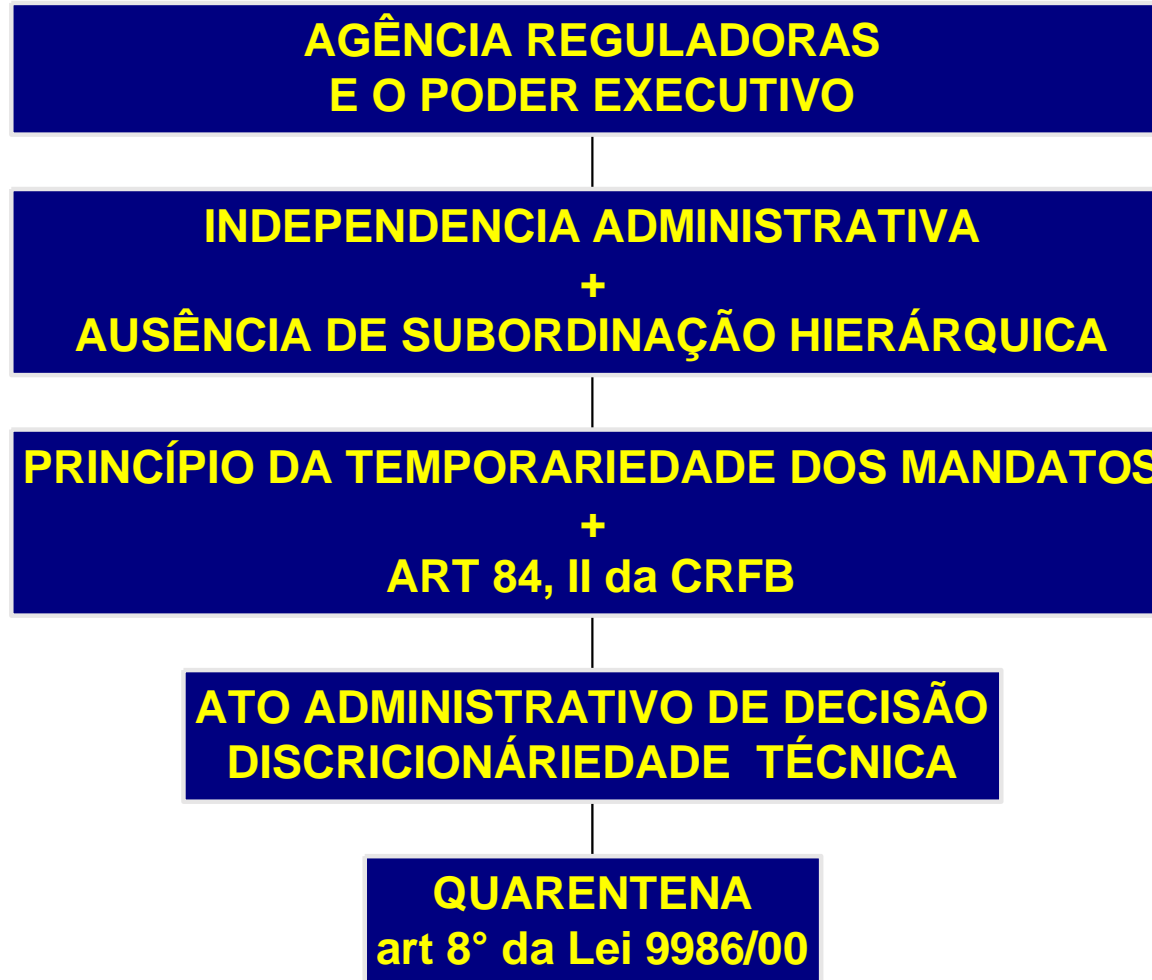 AGÊNCIA REGULADORAS
E O PODER EXECUTIVO
INDEPENDENCIA ADMINISTRATIVA
+
AUSÊNCIA DE SUBORDINAÇÃO HIERÁRQUICA
PRINCÍPIO DA TEMPORARIEDADE DOS MANDATOS
+
ART 84, II da CRFB
ATO ADMINISTRATIVO DE DECISÃO
DISCRICIONÁRIEDADE TÉCNICA
QUARENTENA
art 8° da Lei 9986/00